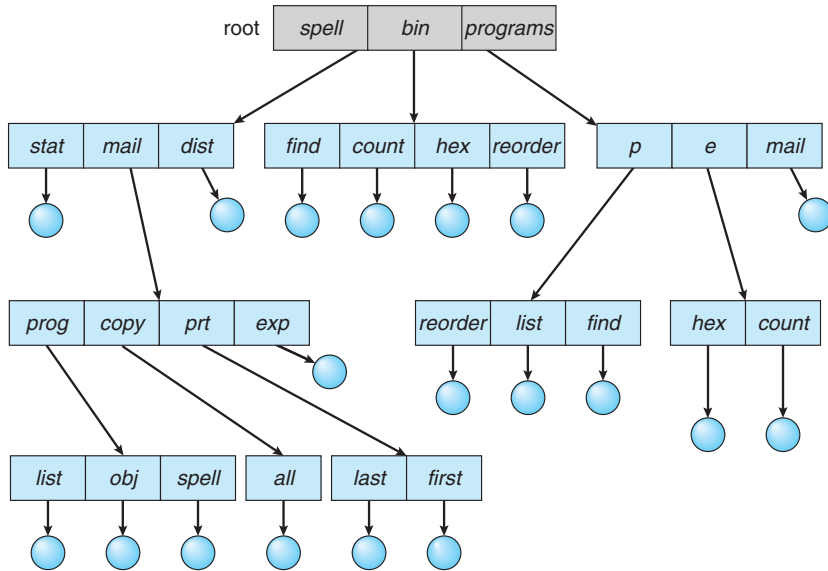 root spell bin programs
stat mail dist find count hex reorder p e mail
prog copy prt exp reorder list find hex count
list obj spell all last first